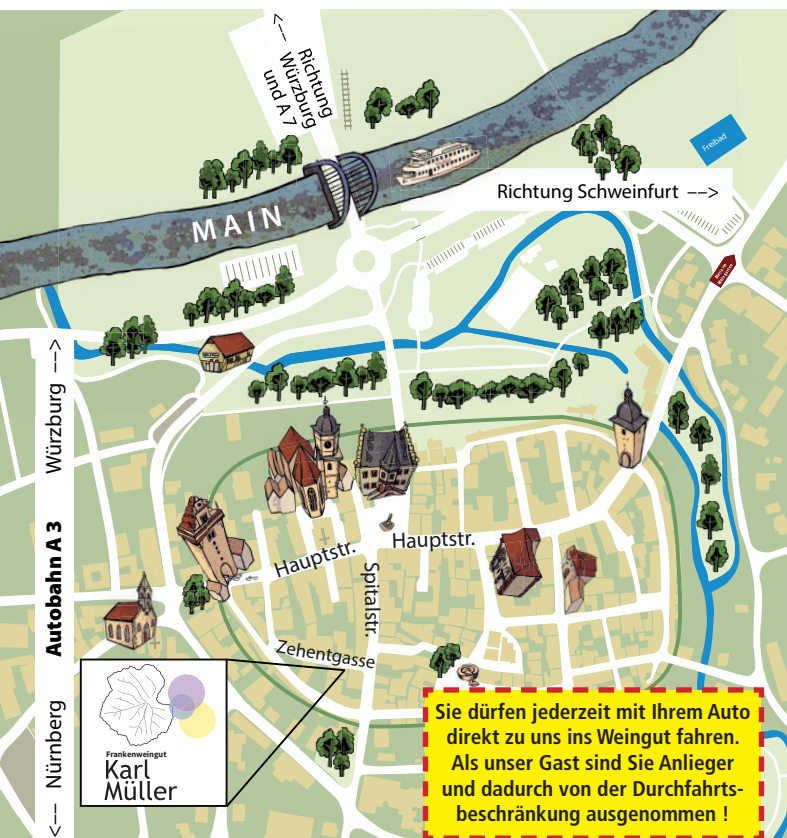 <--- Richtung
Würzburg
und A 7
Freibad
Richtung Schweinfurt -->
MAIN
<--- Nürnberg Autobahn A 3 Würzburg --->
Hauptstr.
Hauptstr.
Spitalstr.
Zehentgasse
Frankenweingut
Karl
Müller
Sie dürfen jederzeit mit Ihrem Auto
direkt zu uns ins Weingut fahren.
Als unser Gast sind Sie Anlieger
und dadurch von der Durchfahrts-
beschränkung ausgenommen !